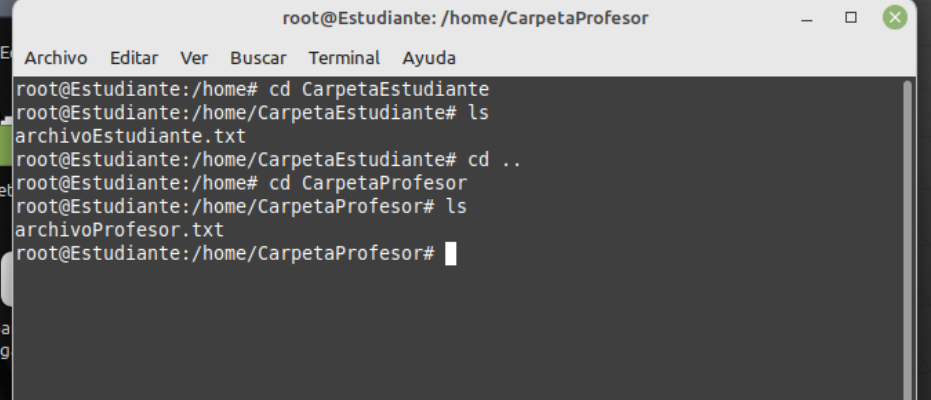 root@Estudiante: /home/CarpetaProfesor
Archivo Editar Ver Buscar Terminal Ayuda
root@Estudiante:/home# cd CarpetaEstudiante
root@Estudiante:/home/CarpetaEstudiante# ls
archivoEstudiante.txt
root@Estudiante:/home/CarpetaEstudiante# cd ..
root@Estudiante:/home# cd CarpetaProfesor
root@Estudiante:/home/CarpetaProfesor# ls
archivoProfesor.txt
root@Estudiante:/home/CarpetaProfesor#